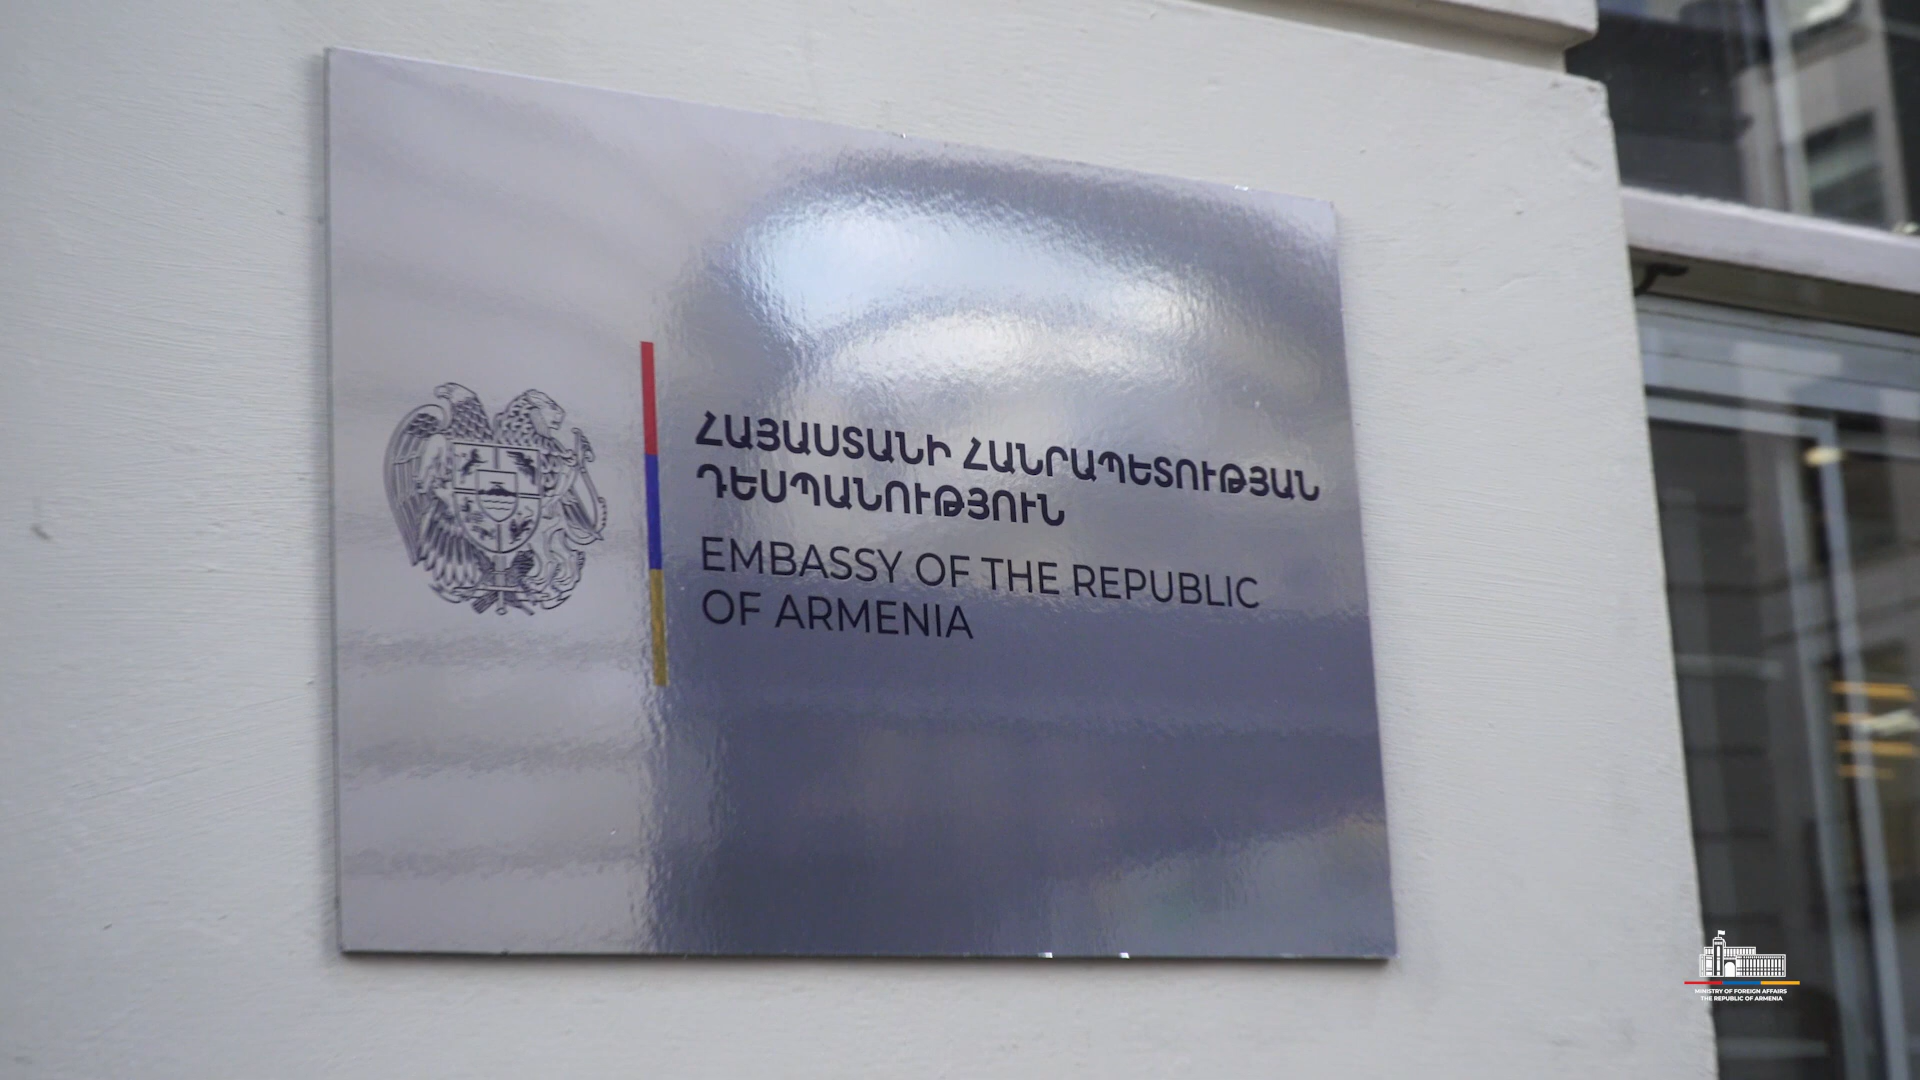 ՀԱՅԱՍՏԱՆԻ ՀԱՆՐԱՊԵՏՈՒԹՅԱՆ
ԴԵՍՊԱՆՈՒԹՅՈՒՆ
EMBASSY OF THE REPUBLIC
OF ARMENIA
MINISTRY OF FOREIGN AFFAIRS
THE REPUBLIC OF ARMENIA